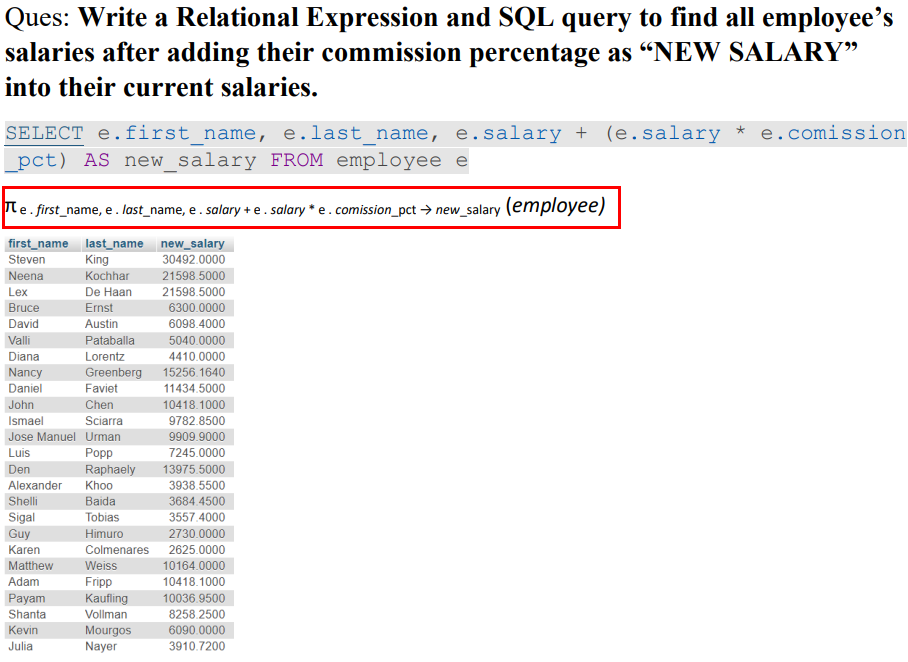 Ques: Write a Relational Expression and SQL query to find all employee’s
salaries after adding their commission percentage as “NEW SALARY”
into their current salaries.
SELECT e.first_name, e.last_name, e.salary + (e.salary * e.comission
_pct) AS new_salary FROM employee e
π e . first_name, e . last_name, e . salary + e . salary * e . comission_pct → new_salary (employee)
first_name last_name new_salary
Steven King 30492.0000
Neena Kochhar 21598.5000
Lex De Haan 21598.5000
Bruce Ernst 6300.0000
David Austin 6098.4000
Valli Pataballa 5040.0000
Diana Lorentz 4410.0000
Nancy Greenberg 15256.1640
Daniel Faviet 11434.5000
John Chen 10418.1000
Ismael Sciarra 9782.8500
Jose Manuel Urman 9909.9000
Luis Popp 7245.0000
Den Raphaely 13975.5000
Alexander Khoo 3938.5500
Shelli Baida 3684.4500
Sigal Tobias 3557.4000
Guy Himuro 2730.0000
Karen Colmenares 2625.0000
Matthew Weiss 10164.0000
Adam Fripp 10418.1000
Payam Kaufling 10036.9500
Shanta Vollman 8258.2500
Kevin Mourgos 6090.0000
Julia Nayer 3910.7200